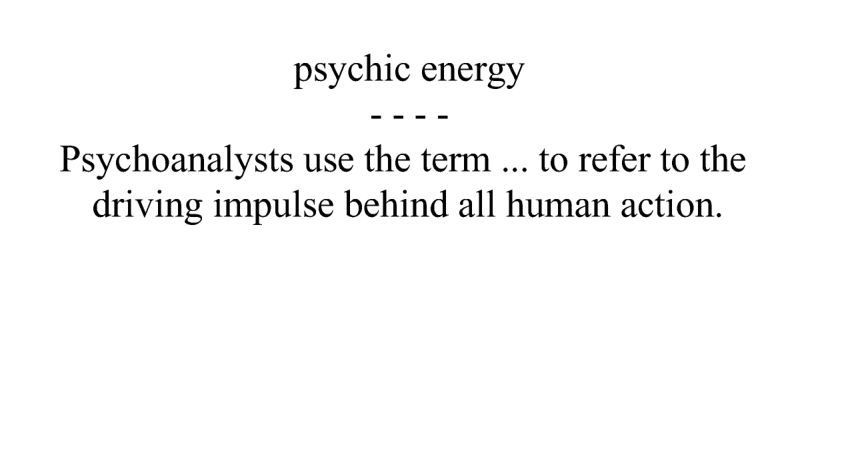 psychic energy
- - - -
Psychoanalysts use the term ... to refer to the
driving impulse behind all human action.